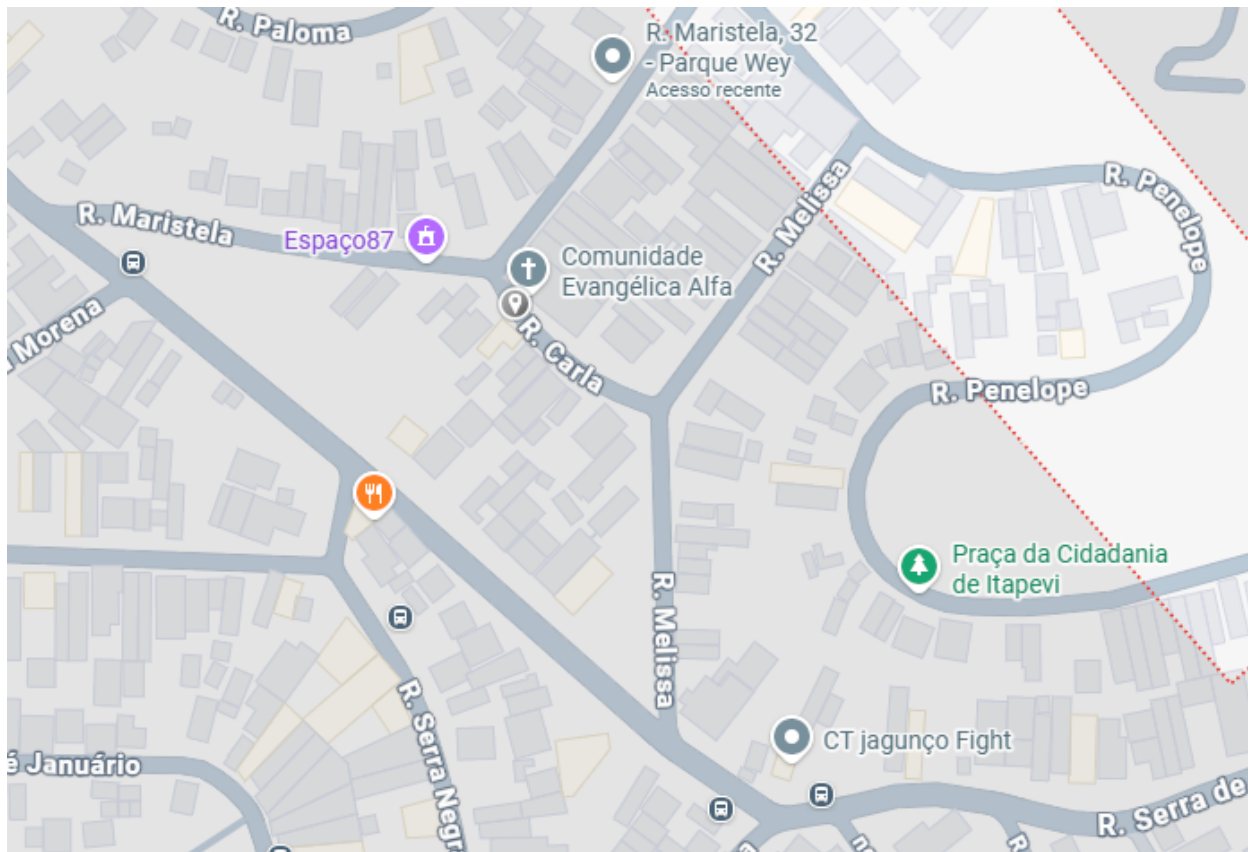 R. Paloma
R. Maristela, 32
- Parque Wey
Acesso recente
R. Maristela
Espaço87
Comunidade
Evangélica Alfa
R. Melissa
R. Penelope
R. Penelope
Morena
R. Carla
R. Penelope
Praça da Cidadania
de Itapevi
R. Melissa
CT jagunço Fight
R. Serra Negr
é Januário
R. Serra de